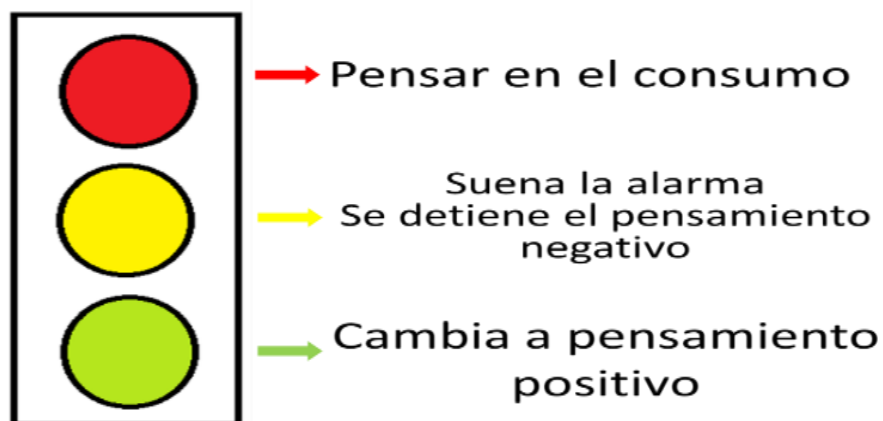 Pensar en el consumo
Suena la alarma
Se detiene el pensamiento
negativo
Cambia a pensamiento
positivo